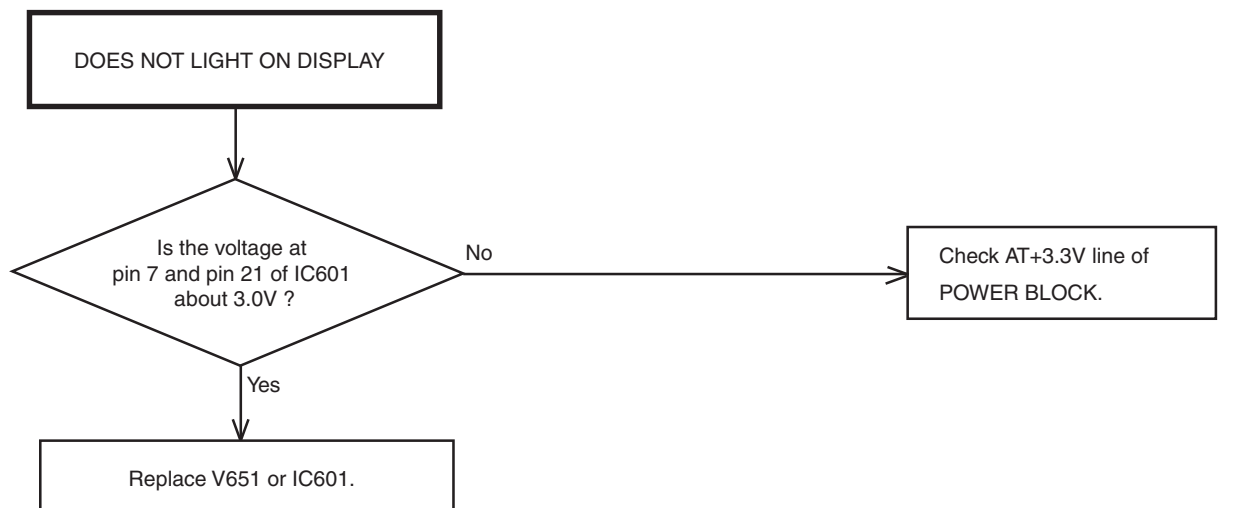 DOES NOT LIGHT ON DISPLAY
Is the voltage at
pin 7 and pin 21 of IC601
about 3.0V ?
No
Check AT+3.3V line of
POWER BLOCK.
Yes
Replace V651 or IC601.